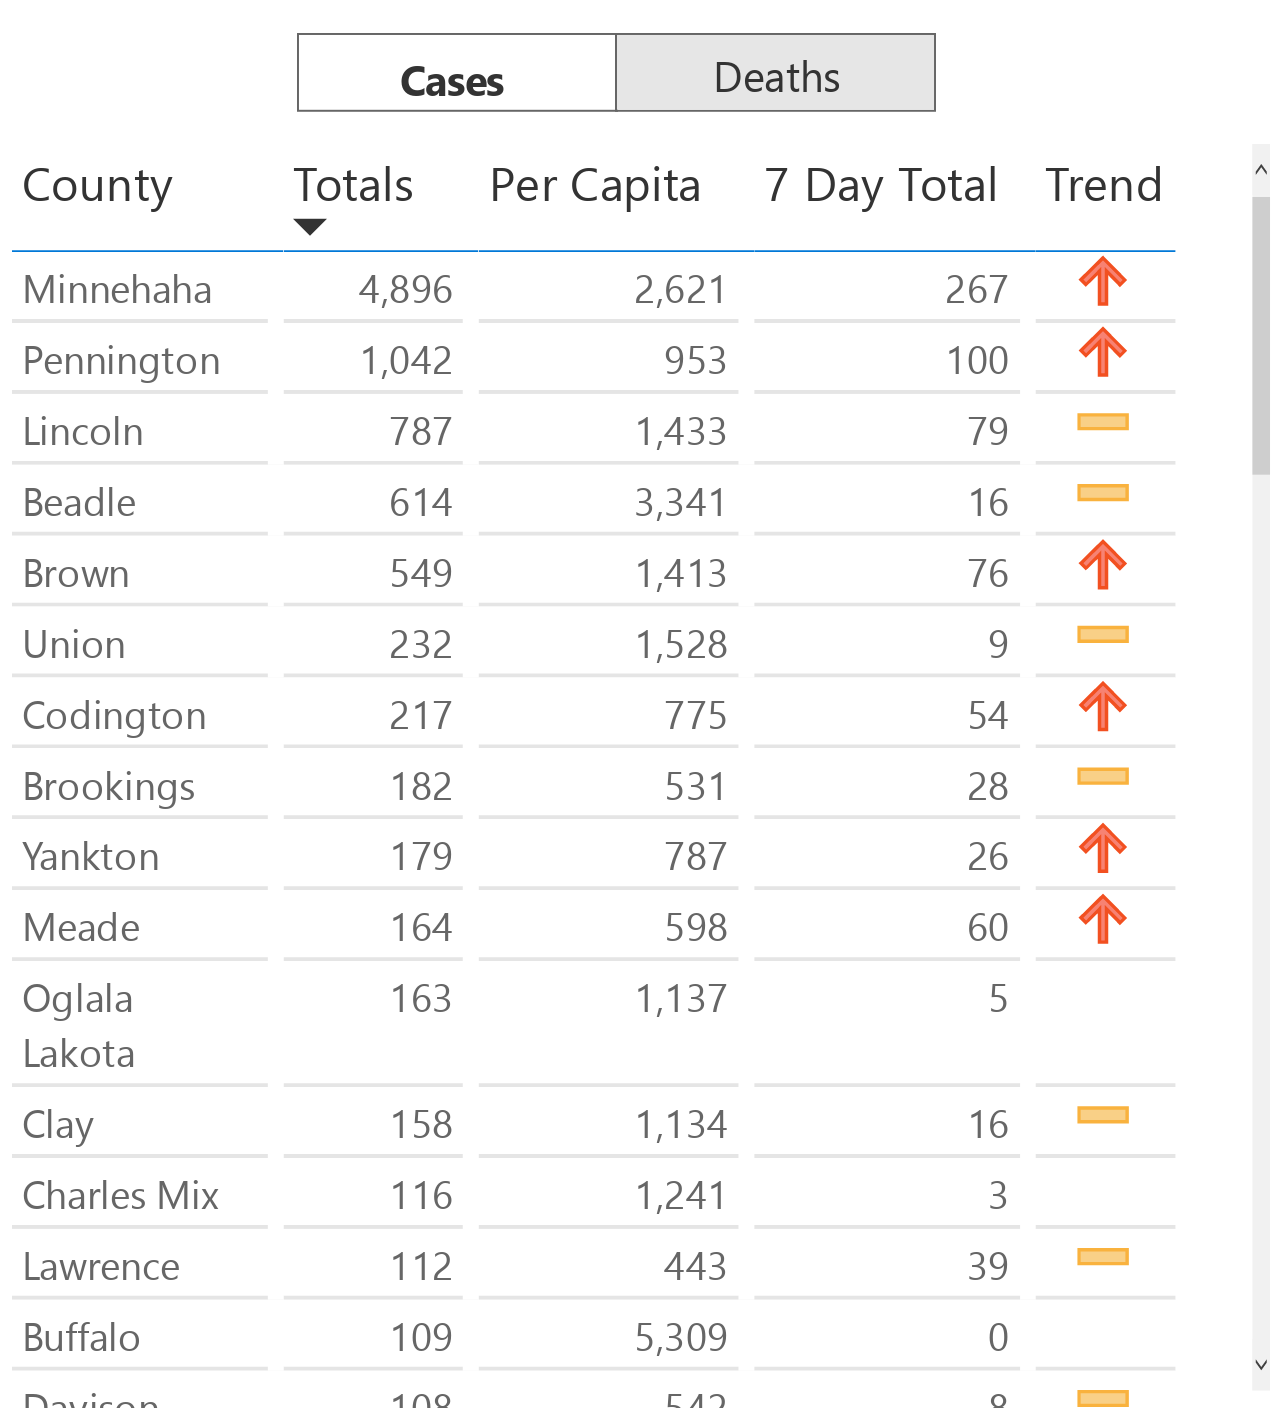 Cases Deaths
County Totals Per Capita 7 Day Total Trend
Minnehaha 4,896 2,621 267
Pennington 1,042 953 100
Lincoln 787 1,433 79
Beadle 614 3,341 16
Brown 549 1,413 76
Union 232 1,528 9
Codington 217 775 54
Brookings 182 531 28
Yankton 179 787 26
Meade 164 598 60
Oglala 163 1,137 5
Lakota
Clay 158 1,134 16
Charles Mix 116 1,241 3
Lawrence 112 443 39
Buffalo 109 5,309 0
Davison 108 542 8